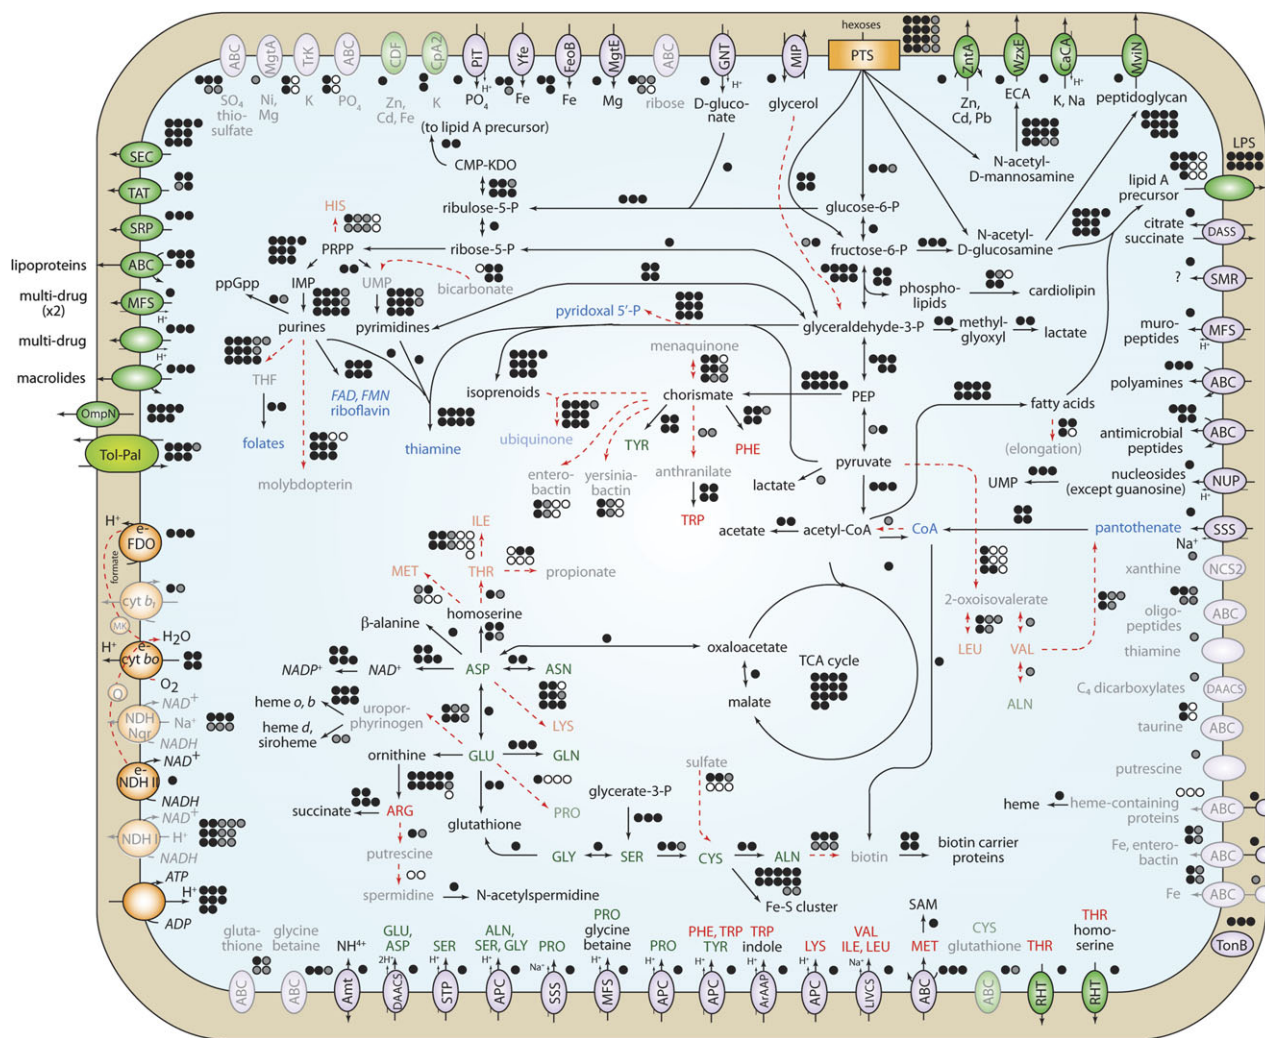 hexoses
ABC MgtA TrK ABC CDF CpA2 PiT Yfe FeoB MgtE ABC GNT MIP PTS ZntA WzxE CaCA MviN
SO4
thio-
sulfate
Ni,
Mg
K
PO4
Zn,
Cd, Fe
K
H+
PO4
Fe
Fe
Mg
ribose
H+
D-gluco-
nate
glycerol
Zn,
Cd, Pb
ECA
H+
K, Na
peptidoglycan
(to lipid A precursor)
CMP-KDO
ribulose-5-P
ribose-5-P
HIS
PRPP
ppGpp
IMP
UMP
bicarbonate
purines
pyrimidines
glucose-6-P
fructose-6-P
N-acetyl-
D-mannosamine
N-acetyl-
D-glucosamine
lipid A
precursor
LPS
phospho-
lipids
cardiolipin
glyceraldehyde-3-P
methyl-
glyoxyl
lactate
pyridoxal 5'-P
menaquinone
isoprenoids
chorismate
PEP
THF
folates
FAD, FMN
riboflavin
thiamine
ubiquinone
TYR
PHE
molybdopterin
entero-
bactin
yersinia-
bactin
anthranilate
TRP
lactate
pyruvate
fatty acids
(elongation)
UMP
acetate
acetyl-CoA
CoA
pantothenate
SEC
TAT
SRP
lipoproteins
ABC
multi-drug
(x2)
MFS
H+
multi-drug
macrolides
OmpN
Tol-Pal
H+
e-
FDO
formate
cyt bf
MK
H2O
H+
e-
cyt bo
O2
Q
NAD+
NDH
Nqr
Na+
NADH
NAD+
e-
NDH II
NADH
NAD+
NDH I
H+
NADH
ATP
H+
ADP
citrate
succinate
DASS
?
SMR
muro-
peptides
MFS
H+
polyamines
ABC
antimicrobial
peptides
ABC
nucleosides
(except guanosine)
NUP
H+
SSS
Na+
xanthine
NCS2
oligo-
peptides
ABC
thiamine
C4 dicarboxylates
DAACS
taurine
ABC
putrescine
heme
heme-containing
proteins
ABC
Fe, entero-
bactin
ABC
Fe
ABC
TonB
ILE
MET
THR
propionate
homoserine
β-alanine
NADP+
NAD+
ASP
ASN
heme o, b
heme d,
siroheme
uropor-
phyrinogen
LYS
ornithine
GLU
GLN
succinate
ARG
PRO
glutathione
putrescine
spermidine
N-acetylspermidine
glycerate-3-P
GLY
SER
CYS
ALN
sulfate
Fe-S cluster
biotin
biotin carrier
proteins
oxaloacetate
malate
TCA cycle
2-oxoisovalerate
LEU
VAL
ALN
gluta-
thione
glycine
betaine
NH4+
GLU,
ASP
2H+
SER
H+
ALN,
SER, GLY
H+
PRO
Na+
PRO
glycine
betaine
H+
PRO
H+
PHE, TRP
TYR
H+
TRP
indole
H+
LYS
H+
VAL
ILE, LEU
Na+
SAM
MET
CYS
glutathione
THR
THR
homo-
serine
ABC ABC Amt DAACS STP APC SSS MFS APC APC ArAAP APC LIVCS ABC ABC RHT RHT